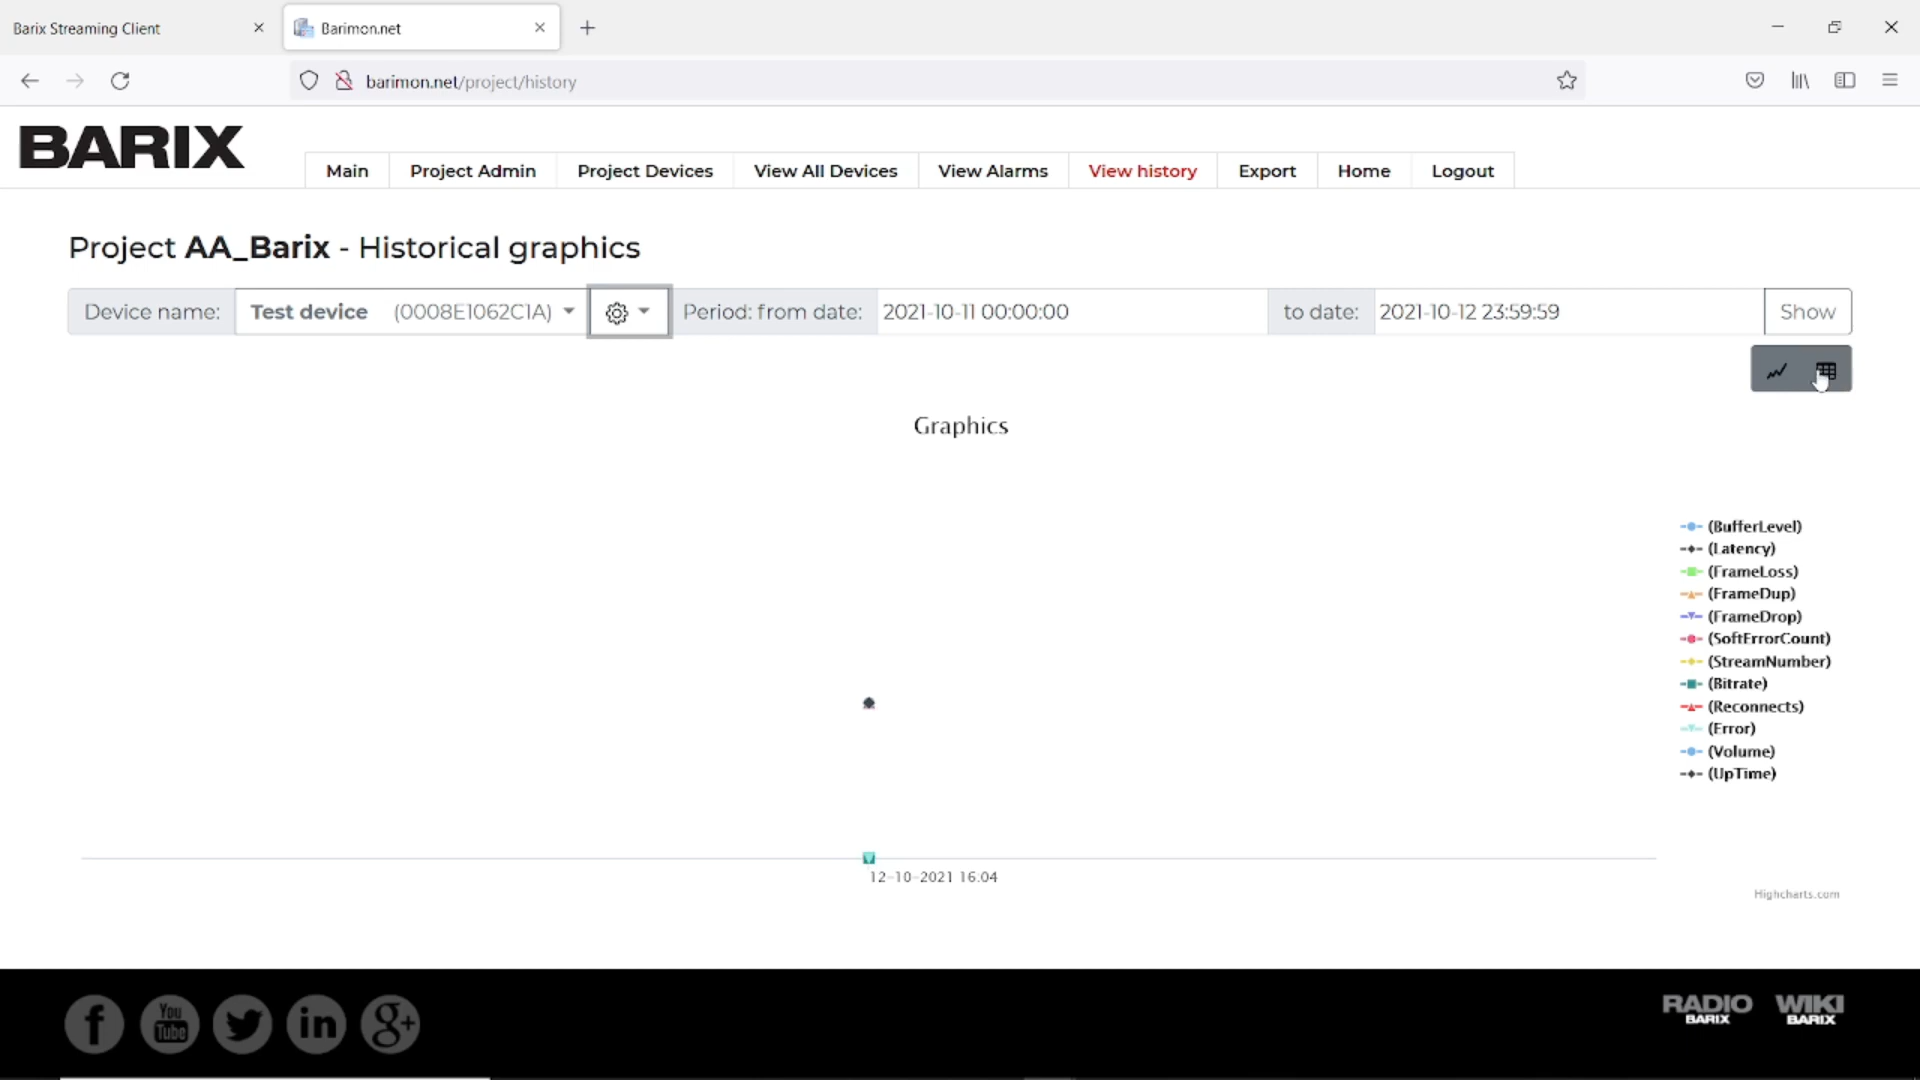 Barix Streaming Client
Barimon.net
barimon.net/project/history
BARIX
Main
Project Admin
Project Devices
View All Devices
View Alarms
View history
Export
Home
Logout
Project AA_Barix - Historical graphics
Device name:
Test device (0008E1062C1A)
Period: from date:
2021-10-11 00:00:00
to date:
2021-10-12 23:59:59
Show
Graphics
(BufferLevel)
(Latency)
(FrameLoss)
(FrameDup)
(FrameDrop)
(SoftErrorCount)
(StreamNumber)
(Bitrate)
(Reconnects)
(Error)
(Volume)
(UpTime)
12-10-2021 16.04
Highcharts.com
f
You
Tube
in
g+
RADIO
BARIX
WIKI
BARIX